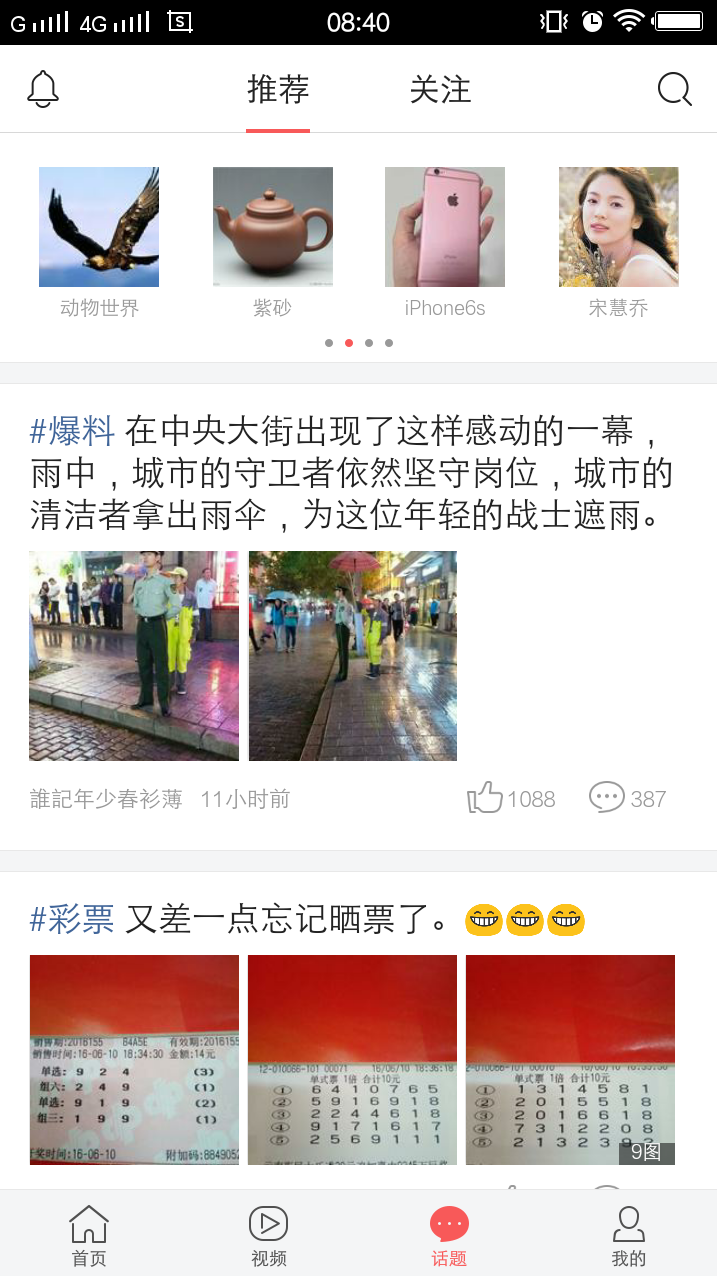 G 4G 08:40
推荐 关注
动物世界 紫砂 iPhone6s 宋慧乔
#爆料 在中央大街出现了这样感动的一幕，
雨中，城市的守卫者依然坚守岗位，城市的
清洁者拿出雨伞，为这位年轻的战士遮雨。
誰記年少春衫薄 11小时前 1088 387
#彩票 又差一点忘记晒票了。😁😁😁
销售期:2016155 84A5E 有效期:2016155
销售时间:16-06-10 18:34:30 金额:14元
单选: 9 2 4 (3)
组六: 2 4 9 (1)
单选: 9 1 9 (2)
组三: 1 9 9 (1)
开奖时间:16-06-10 附加码:8849052
12-010066-101 00071 16/06/10 18:36:18
单式票 1倍 合计10元
① 6 4 1 0 7 6 5
② 5 9 1 6 9 1 8
③ 2 2 4 4 6 1 8
④ 9 1 7 1 6 1 7
⑤ 2 5 6 9 1 1 1
单式票 1倍 合计10元
① 1 3 1 4 5 8 1
② 2 0 1 5 5 1 8
③ 2 0 1 6 6 1 8
④ 7 3 1 2 2 0 8
⑤ 2 1 3 2 3 9
9图
首页 视频 话题 我的